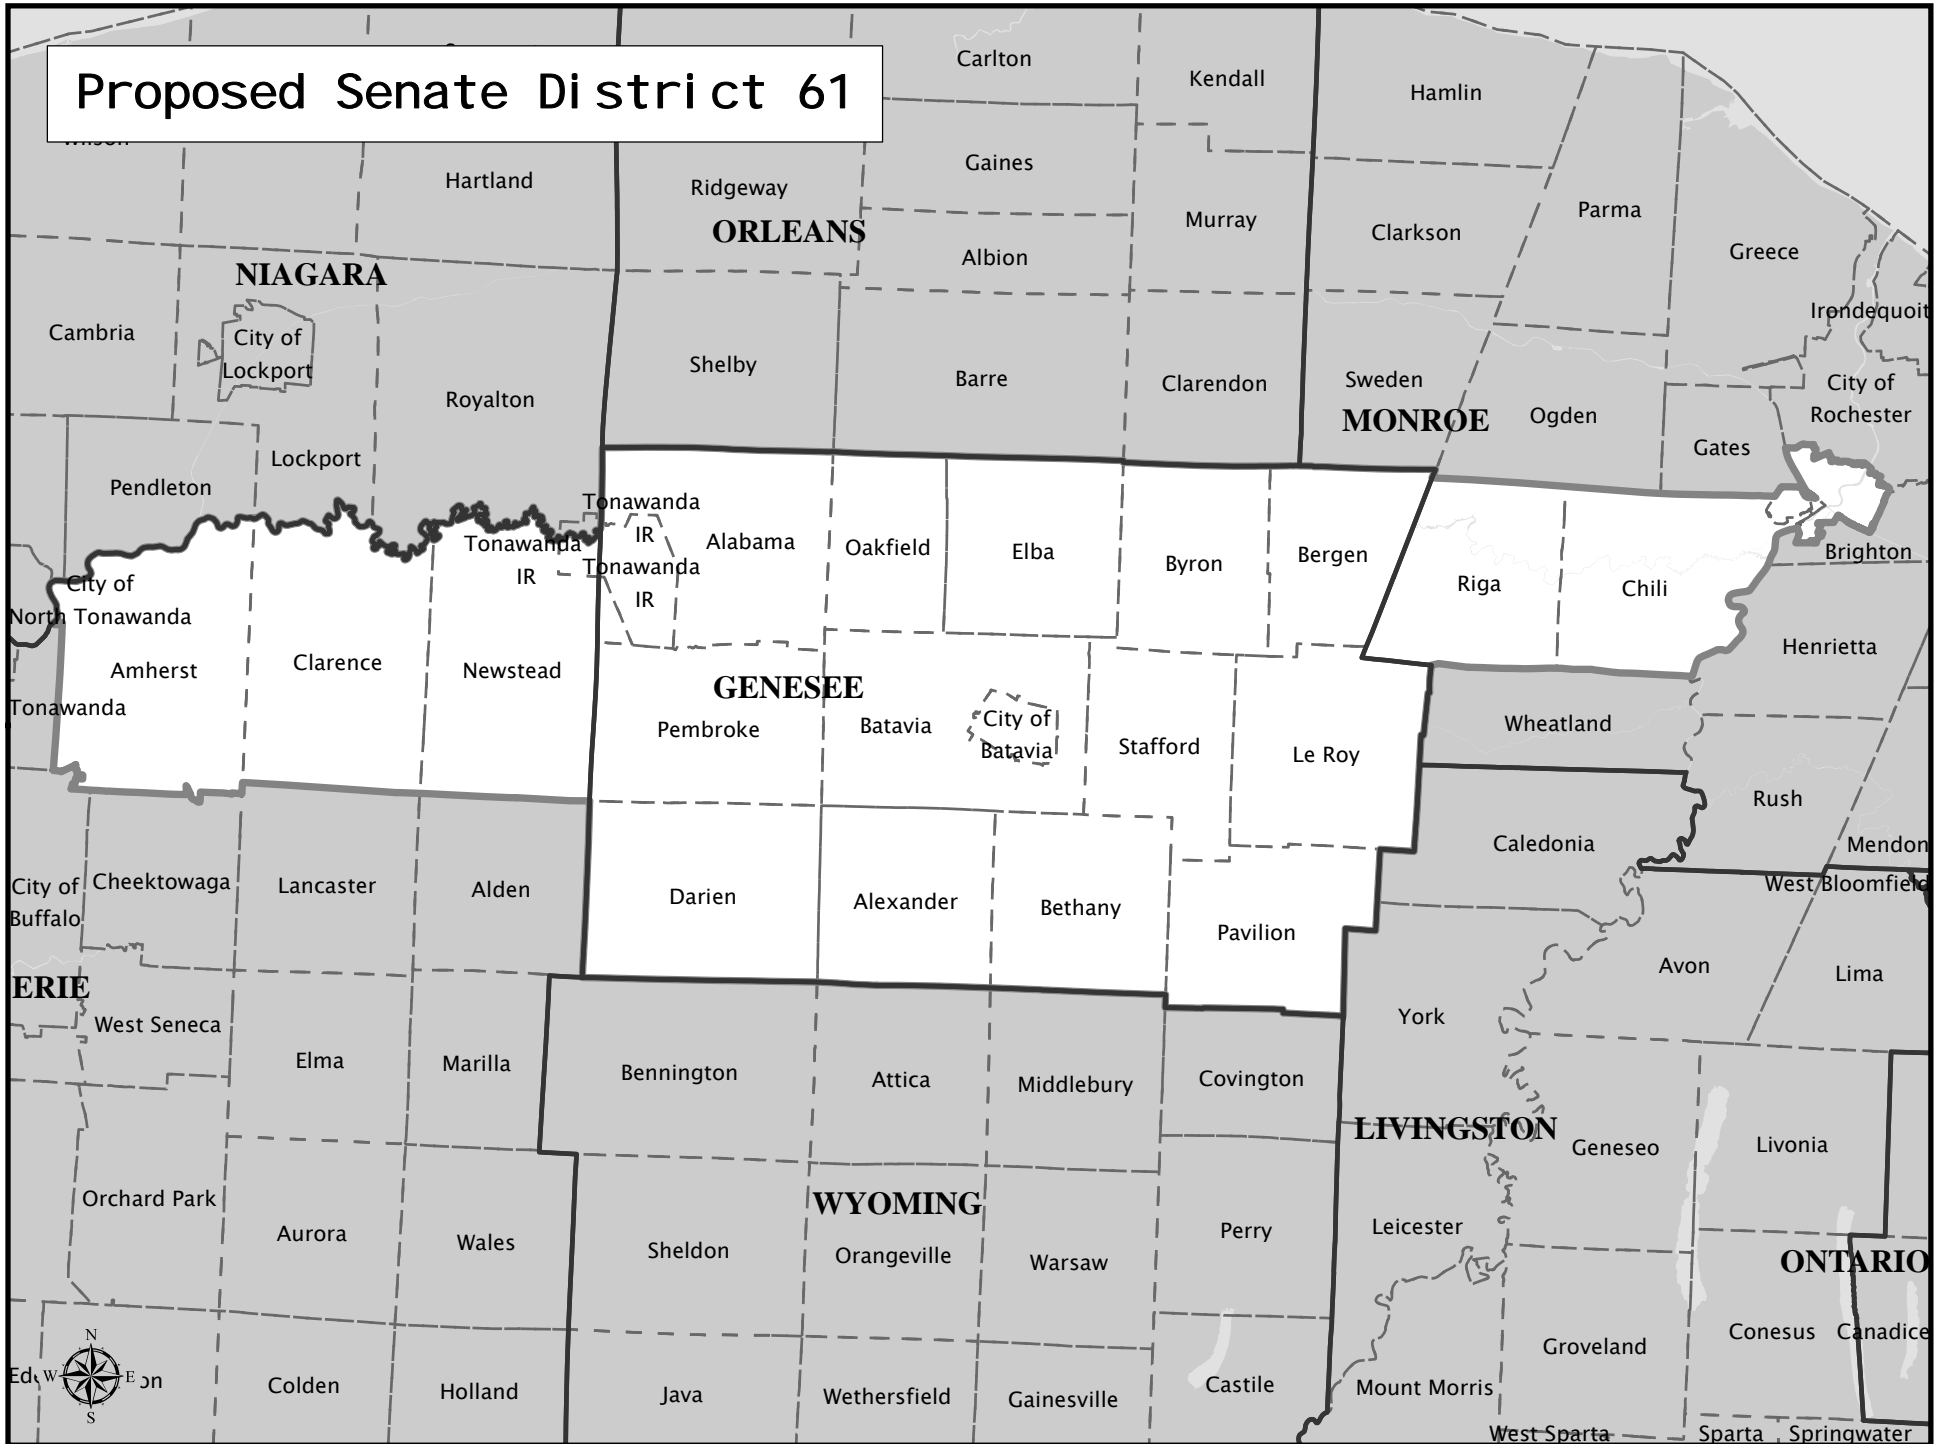 Proposed Senate District 61
Carlton
Kendall
Hamlin
Hartland
Ridgeway
Gaines
Murray
Clarkson
Parma
Greece
ORLEANS
Albion
NIAGARA
Irondequoit
Cambria
City of
Lockport
Royalton
Shelby
Barre
Clarendon
Sweden
MONROE
Ogden
City of
Rochester
Gates
Lockport
Pendleton
Tonawanda
IR
Tonawanda
IR
Tonawanda
IR
Alabama
Oakfield
Elba
Byron
Bergen
Riga
Chili
Brighton
City of
North Tonawanda
Amherst
Clarence
Newstead
Henrietta
Tonawanda
GENESEE
Pembroke
Batavia
City of
Batavia
Stafford
Le Roy
Wheatland
Rush
Caledonia
Mendon
West Bloomfield
City of
Buffalo
Cheektowaga
Lancaster
Alden
Darien
Alexander
Bethany
Pavilion
Avon
Lima
ERIE
West Seneca
York
Elma
Marilla
Bennington
Attica
Middlebury
Covington
LIVINGSTON
Geneseo
Livonia
Orchard Park
Aurora
Wales
WYOMING
Sheldon
Orangeville
Warsaw
Perry
Leicester
ONTARIO
Groveland
Conesus
Canadice
N
W
E
S
Colden
Holland
Java
Wethersfield
Gainesville
Castile
Mount Morris
West Sparta
Sparta
Springwater